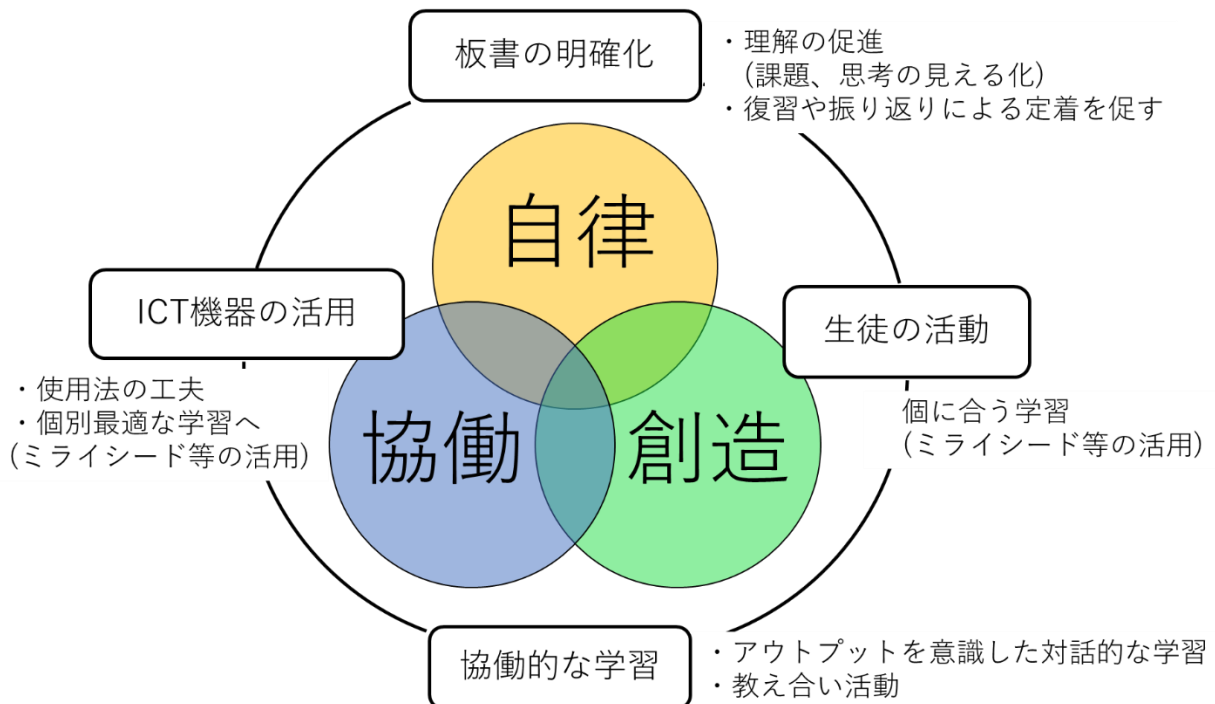 板書の明確化
・理解の促進
(課題、思考の見える化)
・復習や振り返りによる定着を促す
自律
ICT機器の活用
・使用法の工夫
・個別最適な学習へ
(ミライシード等の活用)
生徒の活動
個に合う学習
(ミライシード等の活用)
協働
創造
協働的な学習
・アウトプットを意識した対話的な学習
・教え合い活動